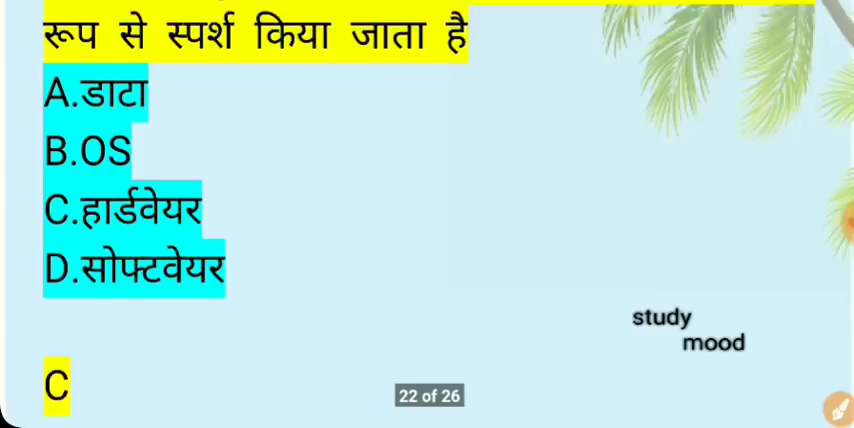 रूप से स्पर्श किया जाता है
A.डाटा
B.OS
C.हार्डवेयर
D.सोफ्टवेयर
study
mood
C
22 of 26